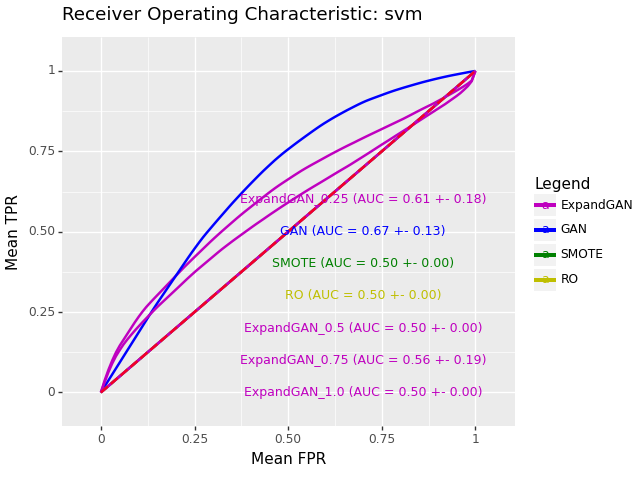 Receiver Operating Characteristic: svm
Mean TPR
1
0.75
0.50
0.25
0
ExpandGAN_0.25 (AUC = 0.61 +- 0.18)
GAN (AUC = 0.67 +- 0.13)
SMOTE (AUC = 0.50 +- 0.00)
RO (AUC = 0.50 +- 0.00)
ExpandGAN_0.5 (AUC = 0.50 +- 0.00)
ExpandGAN_0.75 (AUC = 0.56 +- 0.19)
ExpandGAN_1.0 (AUC = 0.50 +- 0.00)
0 0.25 0.50 0.75 1
Mean FPR
Legend
a ExpandGAN
a GAN
a SMOTE
a RO